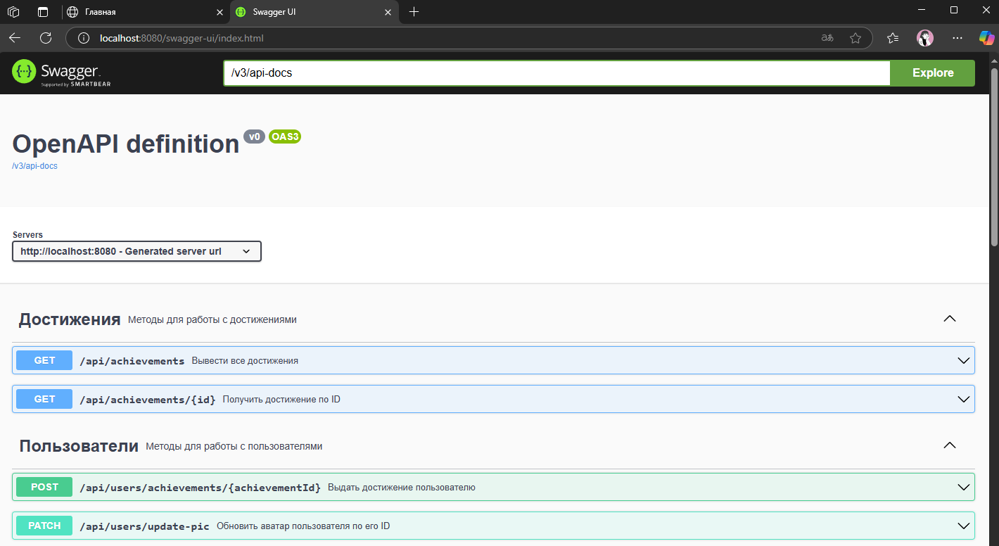 Главная
Swagger UI
localhost:8080/swagger-ui/index.html
аあ
{···} Swagger.
Supported by SMARTBEAR
/v3/api-docs
Explore
OpenAPI definition v0 OAS3
/v3/api-docs
Servers
http://localhost:8080 - Generated server url
Достижения Методы для работы с достижениями
GET /api/achievements Вывести все достижения
GET /api/achievements/{id} Получить достижение по ID
Пользователи Методы для работы с пользователями
POST /api/users/achievements/{achievementId} Выдать достижение пользователю
PATCH /api/users/update-pic Обновить аватар пользователя по его ID